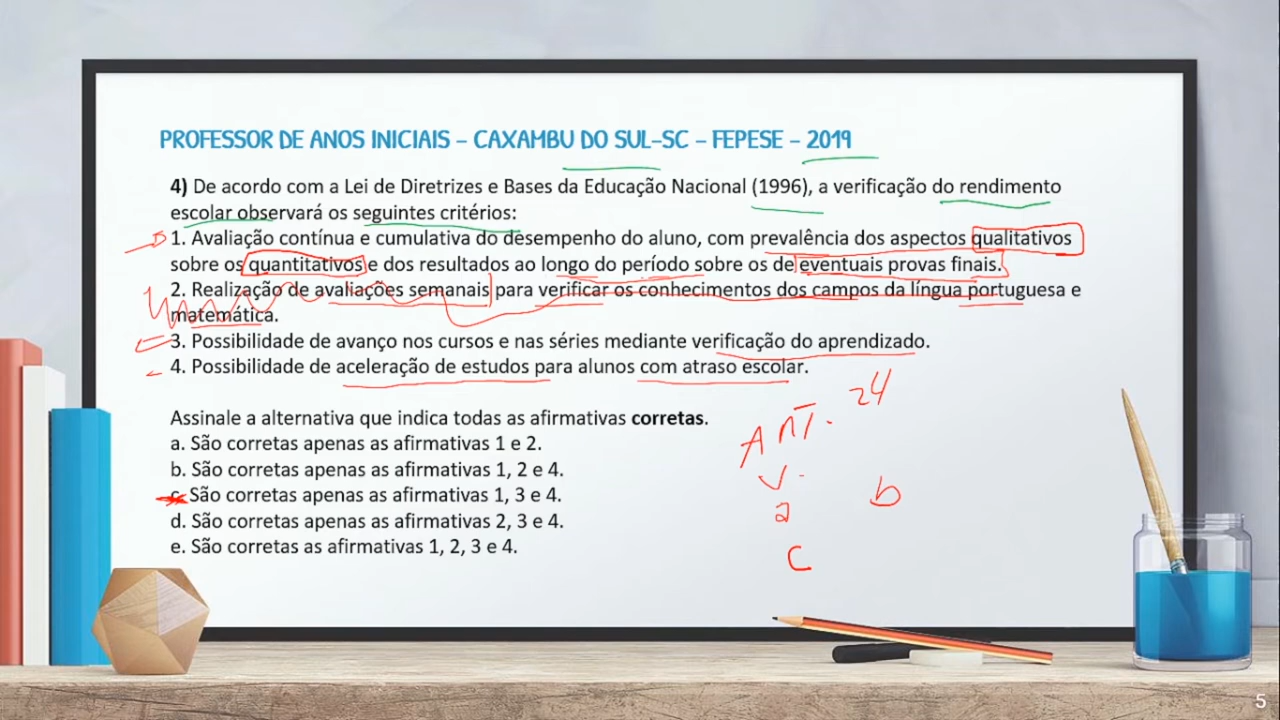 PROFESSOR DE ANOS INICIAIS – CAXAMBU DO SUL-SC – FEPESE – 2019
4) De acordo com a Lei de Diretrizes e Bases da Educação Nacional (1996), a verificação do rendimento
escolar observará os seguintes critérios:
1. Avaliação contínua e cumulativa do desempenho do aluno, com prevalência dos aspectos qualitativos
sobre os quantitativos e dos resultados ao longo do período sobre os de eventuais provas finais.
2. Realização de avaliações semanais para verificar os conhecimentos dos campos da língua portuguesa e
matemática.
3. Possibilidade de avanço nos cursos e nas séries mediante verificação do aprendizado.
4. Possibilidade de aceleração de estudos para alunos com atraso escolar.
Assinale a alternativa que indica todas as afirmativas corretas.
a. São corretas apenas as afirmativas 1 e 2.
b. São corretas apenas as afirmativas 1, 2 e 4.
c. São corretas apenas as afirmativas 1, 3 e 4.
d. São corretas apenas as afirmativas 2, 3 e 4.
e. São corretas as afirmativas 1, 2, 3 e 4.
ART. 24
V.
a b
C
5